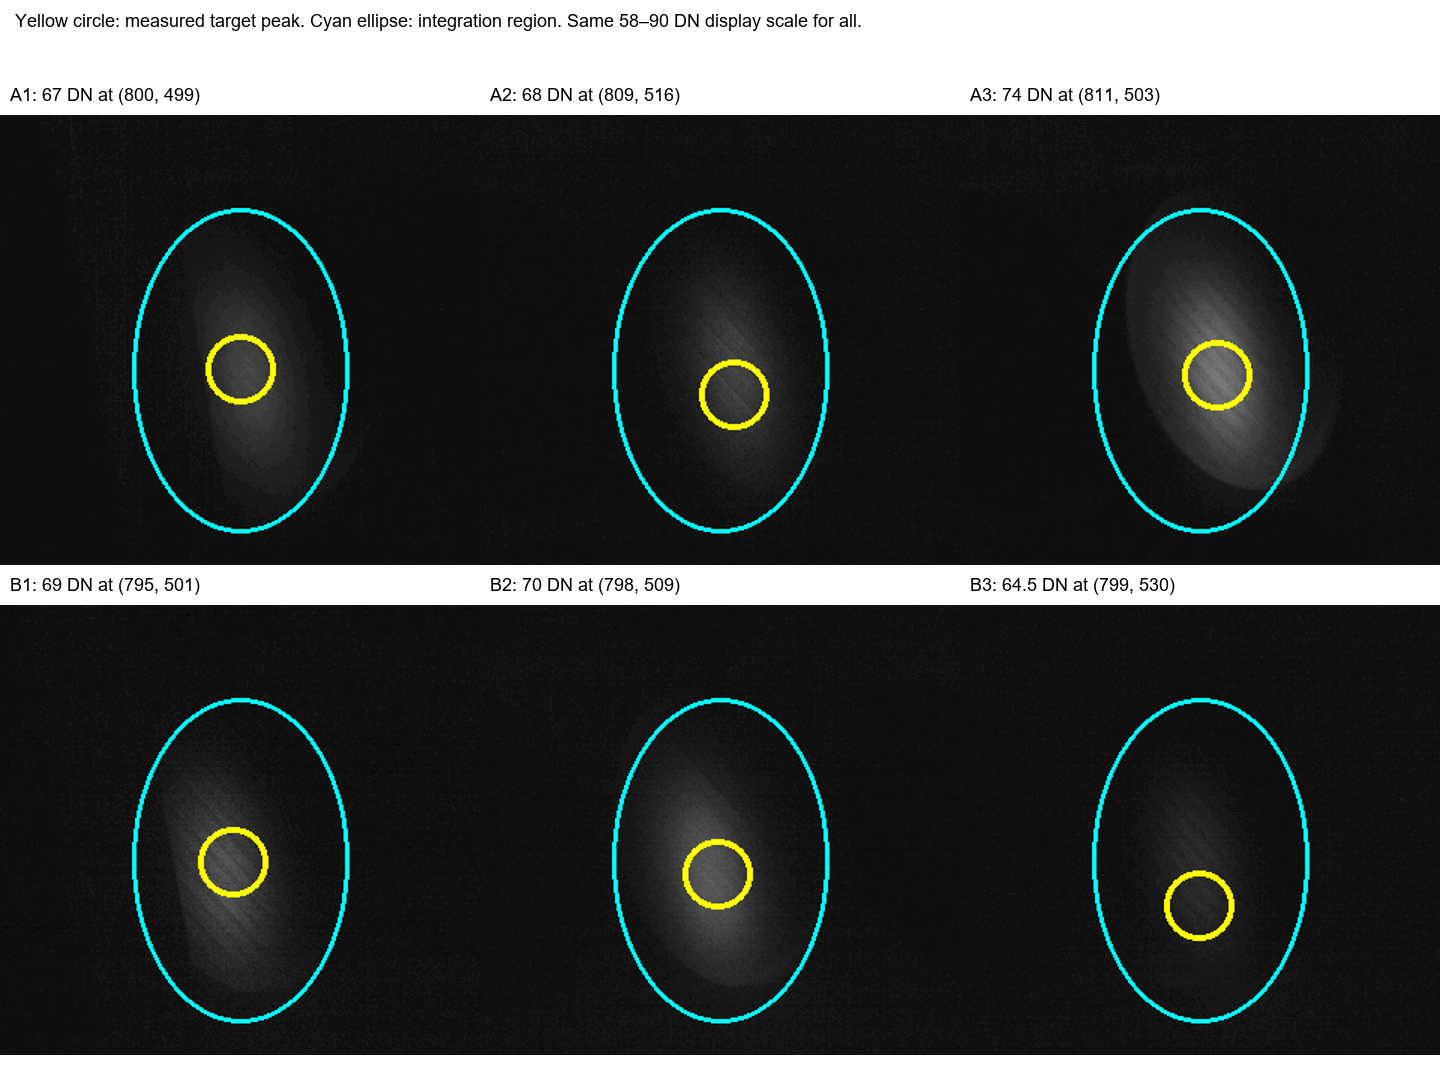 Yellow circle: measured target peak. Cyan ellipse: integration region. Same 58–90 DN display scale for all.
A1: 67 DN at (800, 499)
A2: 68 DN at (809, 516)
A3: 74 DN at (811, 503)
B1: 69 DN at (795, 501)
B2: 70 DN at (798, 509)
B3: 64.5 DN at (799, 530)